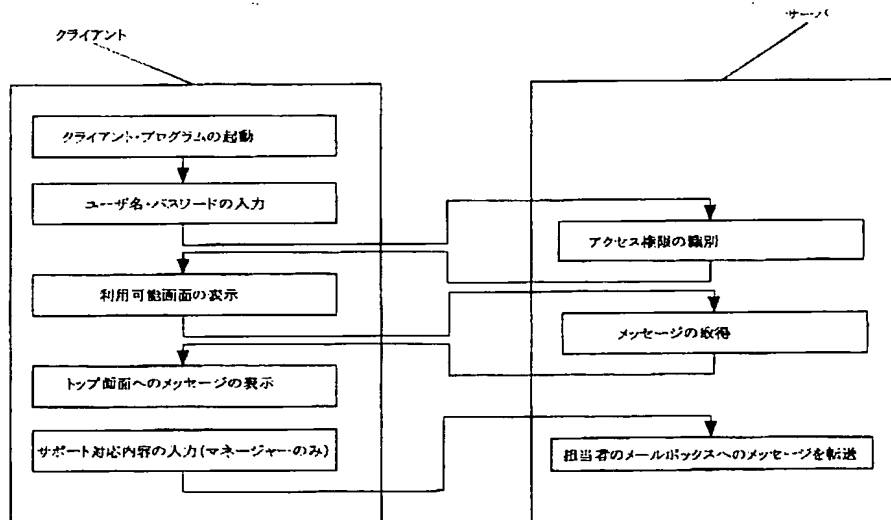 クライアント
サーバ
クライアント・プログラムの起動
ユーザ名・パスワードの入力
アクセス権限の識別
利用可能画面の表示
メッセージの取得
トップ画面へのメッセージの表示
サポート対応内容の入力(マネージャーのみ)
担当者のメールボックスへのメッセージを転送